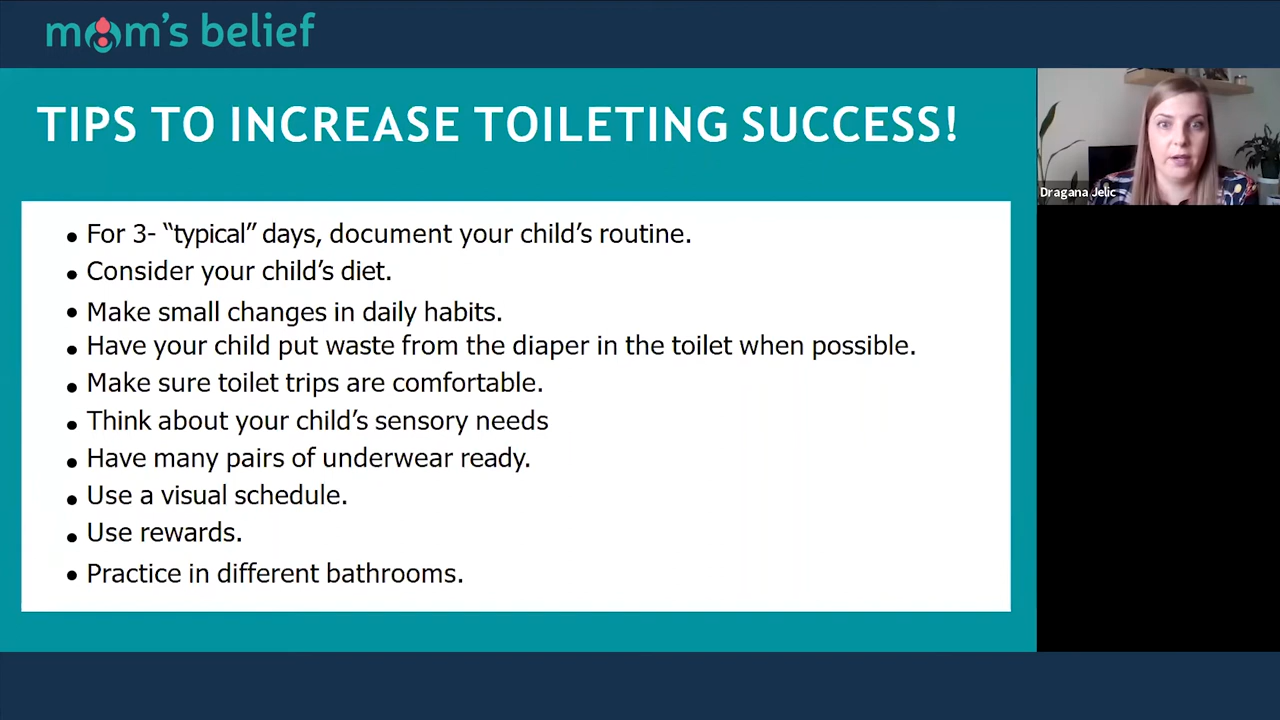 mom's belief
TIPS TO INCREASE TOILETING SUCCESS!
Dragana Jelic
• For 3- “typical” days, document your child’s routine.
• Consider your child’s diet.
• Make small changes in daily habits.
• Have your child put waste from the diaper in the toilet when possible.
• Make sure toilet trips are comfortable.
• Think about your child’s sensory needs
• Have many pairs of underwear ready.
• Use a visual schedule.
• Use rewards.
• Practice in different bathrooms.